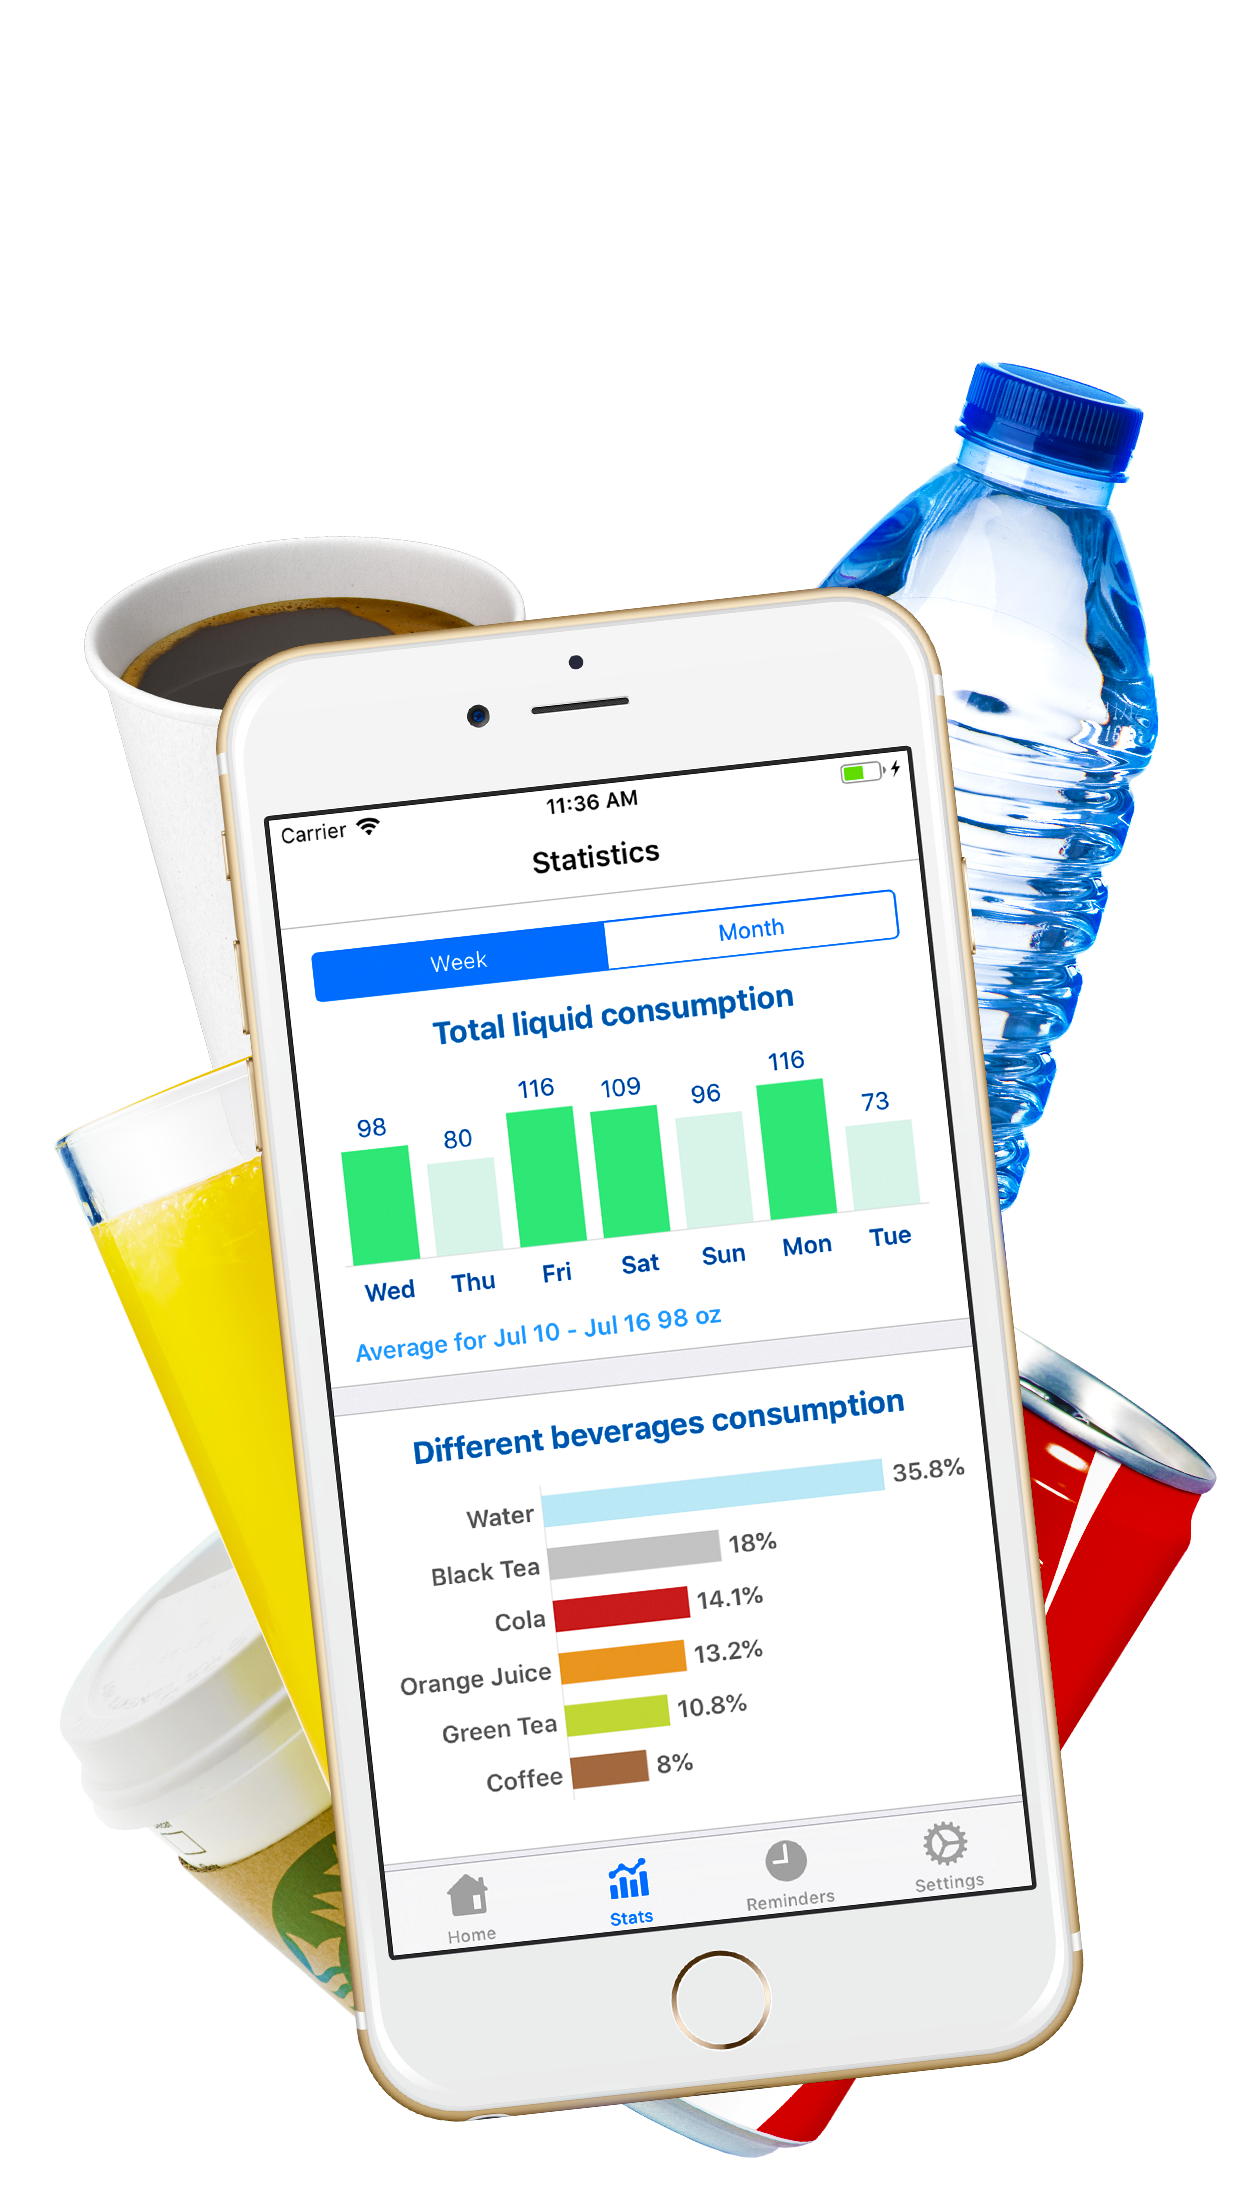 Carrier 11:36 AM
Statistics
Week Month
Total liquid consumption
98 80 116 109 96 116 73
Wed Thu Fri Sat Sun Mon Tue
Average for Jul 10 - Jul 16 98 oz
Different beverages consumption
Water 35.8%
Black Tea 18%
Cola 14.1%
Orange Juice 13.2%
Green Tea 10.8%
Coffee 8%
Home Stats Reminders Settings